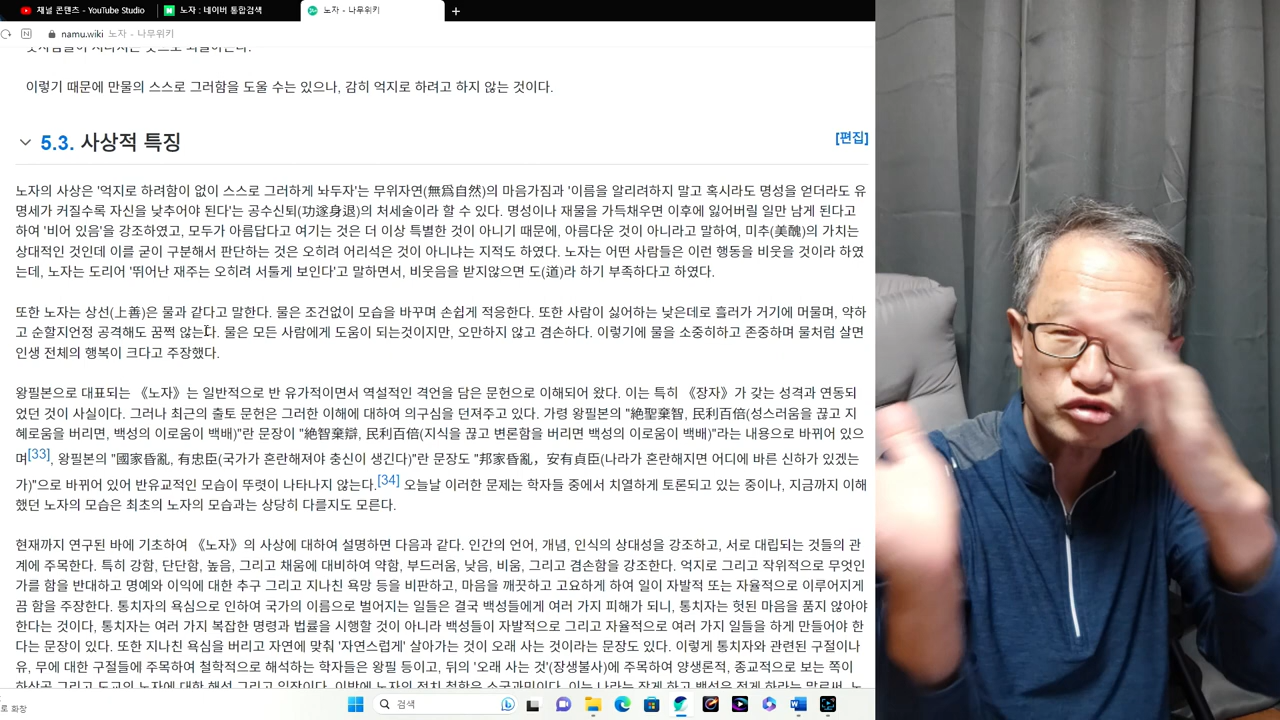 채널 콘텐츠 - YouTube Studio
노자 : 네이버 통합검색
노자 - 나무위키
namu.wiki 노자 - 나무위키
이렇기 때문에 만물의 스스로 그러함을 도울 수는 있으나, 감히 억지로 하려고 하지 않는 것이다.
5.3. 사상적 특징
[편집]
노자의 사상은 '억지로 하려함이 없이 스스로 그러하게 놔두자'는 무위자연(無爲自然)의 마음가짐과 '이름을 알리려하지 말고 혹시라도 명성을 얻더라도 유
명세가 커질수록 자신을 낮추어야 된다'는 공수신퇴(功遂身退)의 처세술이라 할 수 있다. 명성이나 재물을 가득채우면 이후에 잃어버릴 일만 남게 된다고
하여 '비어 있음'을 강조하였고, 모두가 아름답다고 여기는 것은 더 이상 특별한 것이 아니기 때문에, 아름다운 것이 아니라고 말하여, 미추(美醜)의 가치는
상대적인 것인데 이를 굳이 구분해서 판단하는 것은 오히려 어리석은 것이 아니냐는 지적도 하였다. 노자는 어떤 사람들은 이런 행동을 비웃을 것이라 하였
는데, 노자는 도리어 '뛰어난 재주는 오히려 서툴게 보인다'고 말하면서, 비웃음을 받지않으면 도(道)라 하기 부족하다고 하였다.
또한 노자는 상선(上善)은 물과 같다고 말한다. 물은 조건없이 모습을 바꾸며 손쉽게 적응한다. 또한 사람이 싫어하는 낮은데로 흘러가 거기에 머물며, 약하
고 순할지언정 공격해도 꿈쩍 않는다. 물은 모든 사람에게 도움이 되는것이지만, 오만하지 않고 겸손하다. 이렇기에 물을 소중히하고 존중하며 물처럼 살면
인생 전체의 행복이 크다고 주장했다.
왕필본으로 대표되는 《노자》는 일반적으로 반 유가적이면서 역설적인 격언을 담은 문헌으로 이해되어 왔다. 이는 특히 《장자》가 갖는 성격과 연동되
었던 것이 사실이다. 그러나 최근의 출토 문헌은 그러한 이해에 대하여 의구심을 던져주고 있다. 가령 왕필본의 "絶聖棄智, 民利百倍(성스러움을 끊고 지
혜로움을 버리면, 백성의 이로움이 백배)"란 문장이 "絶智棄辯, 民利百倍(지식을 끊고 변론함을 버리면 백성의 이로움이 백배)"라는 내용으로 바뀌어 있으
며[33], 왕필본의 "國家昏亂, 有忠臣(국가가 혼란해져야 충신이 생긴다)"란 문장도 "邦家昏亂，安有貞臣(나라가 혼란해지면 어디에 바른 신하가 있겠는
가)"으로 바뀌어 있어 반유교적인 모습이 뚜렷이 나타나지 않는다.[34] 오늘날 이러한 문제는 학자들 중에서 치열하게 토론되고 있는 중이나, 지금까지 이해
했던 노자의 모습은 최초의 노자의 모습과는 상당히 다를지도 모른다.
현재까지 연구된 바에 기초하여 《노자》의 사상에 대하여 설명하면 다음과 같다. 인간의 언어, 개념, 인식의 상대성을 강조하고, 서로 대립되는 것들의 관
계에 주목한다. 특히 강함, 단단함, 높음, 그리고 채움에 대비하여 약함, 부드러움, 낮음, 비움, 그리고 겸손함을 강조한다. 억지로 그리고 작위적으로 무엇인
가를 함을 반대하고 명예와 이익에 대한 추구 그리고 지나친 욕망 등을 비판하고, 마음을 깨끗하고 고요하게 하여 일이 자발적 또는 자율적으로 이루어지게
끔 함을 주장한다. 통치자의 욕심으로 인하여 국가의 이름으로 벌어지는 일들은 결국 백성들에게 여러 가지 피해가 되니, 통치자는 헛된 마음을 품지 않아야
한다는 것이다, 통치자는 여러 가지 복잡한 명령과 법률을 시행할 것이 아니라 백성들이 자발적으로 그리고 자율적으로 여러 가지 일들을 하게 만들어야 한
다는 문장이 있다. 또한 지나친 욕심을 버리고 자연에 맞춰 '자연스럽게' 살아가는 것이 오래 사는 것이라는 문장도 있다. 이렇게 통치자와 관련된 구절이나
유, 무에 대한 구절들에 주목하여 철학적으로 해석하는 학자들은 왕필 등이고, 뒤의 '오래 사는 것'(장생불사)에 주목하여 양생론적, 종교적으로 보는 쪽이
검색